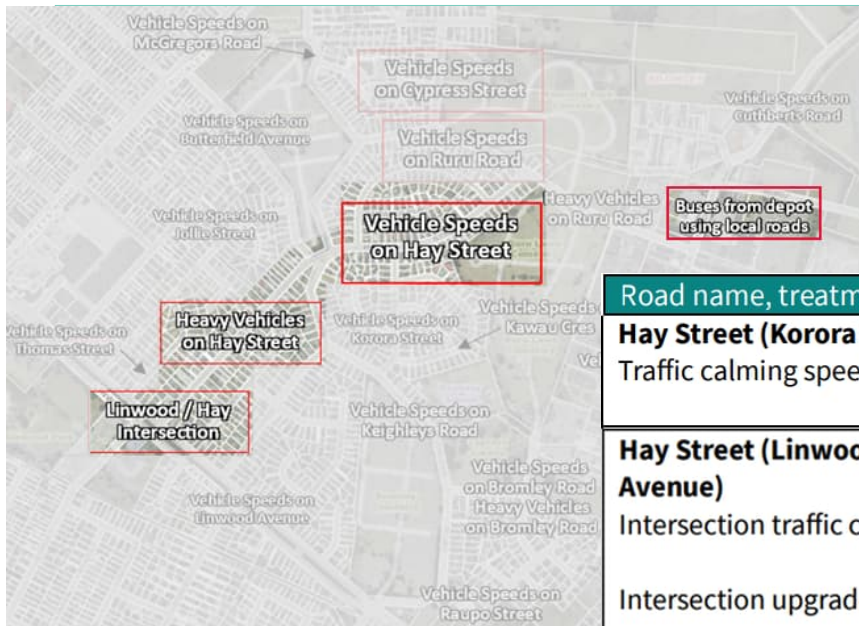 Vehicle Speeds on
McGregors Road
Vehicle Speeds
on Cypress Street
Vehicle Speeds on
Cuthberts Road
Vehicle Speeds on
Butterfield Avenue
Vehicle Speeds
on Ruru Road
Heavy Vehicles
on Ruru Road
Buses from depot
using local roads
Vehicle Speeds on
Jollie Street
Vehicle Speeds
on Hay Street
Heavy Vehicles
on Hay Street
Vehicle Speeds on
Korora Street
Vehicle Speeds
Kawau Cres
Vehicle Speeds on
Thomas Street
Linwood / Hay
Intersection
Vehicle Speeds on
Keighleys Road
Vehicle Speeds on
Linwood Avenue
Vehicle Speeds
on Bromley Road
Heavy Vehicles
on Bromley Road
Vehicle Speeds on
Raupo Street
Road name, treatm
Hay Street (Korora
Traffic calming spee
Hay Street (Linwood
Avenue)
Intersection traffic c
Intersection upgrad